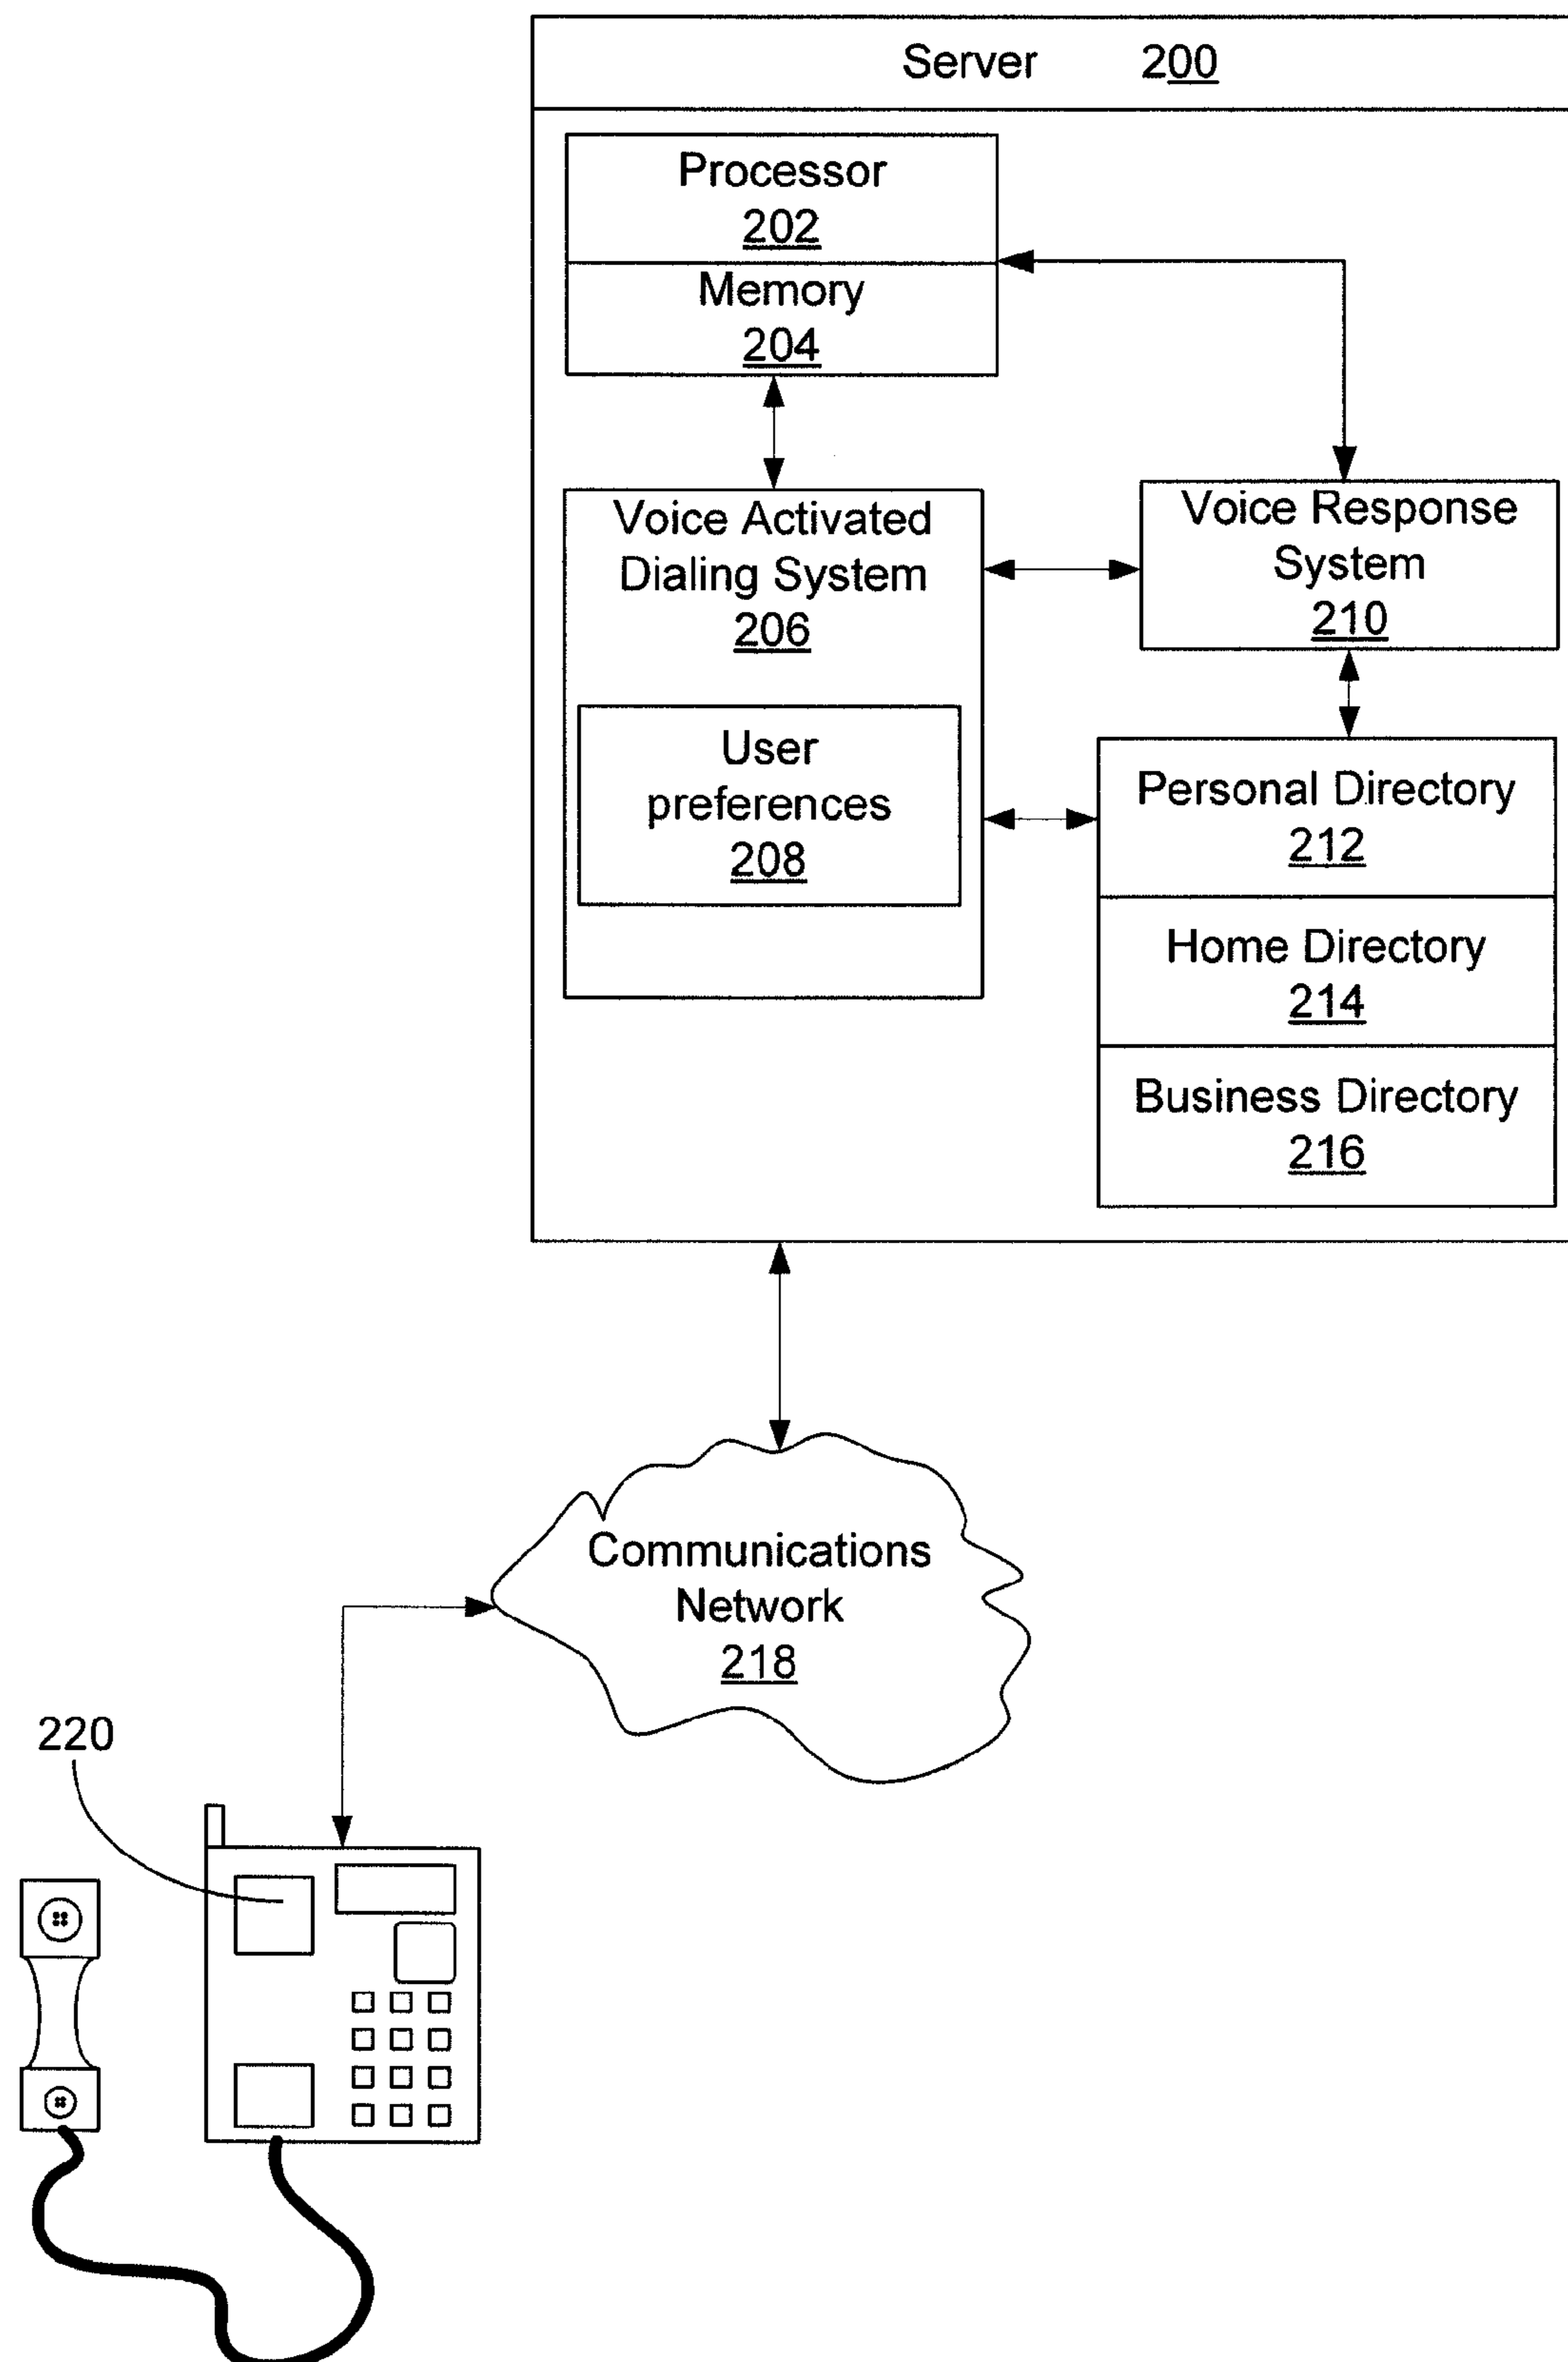 Server 200
Processor
202
Memory
204
Voice Activated
Dialing System
206
Voice Response
System
210
User
preferences
208
Personal Directory
212
Home Directory
214
Business Directory
216
Communications
Network
218
220